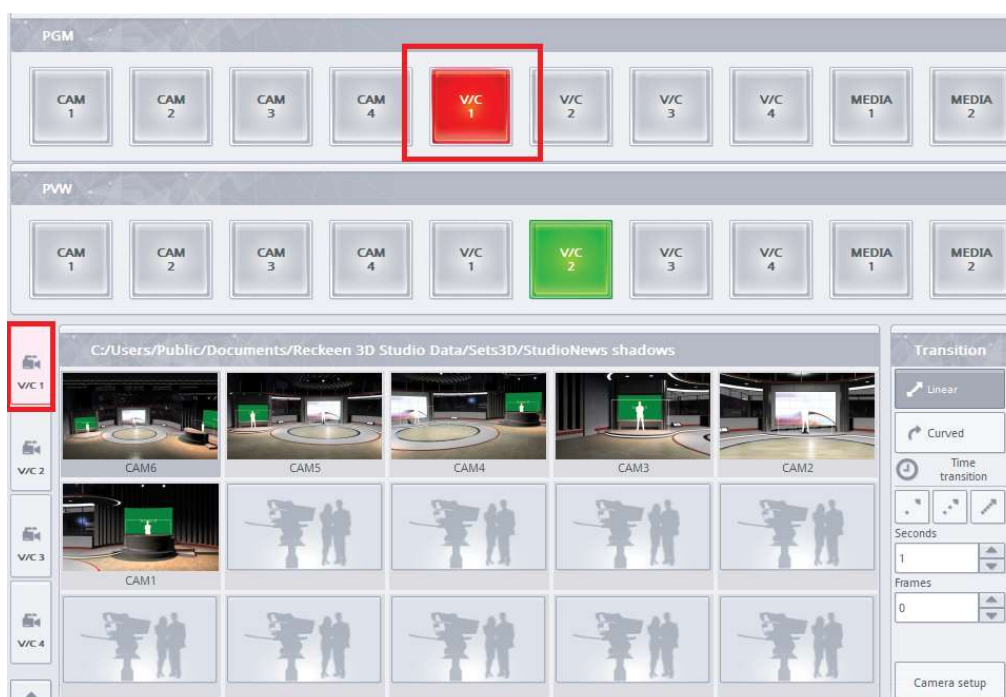 PGM
CAM 1
CAM 2
CAM 3
CAM 4
V/C 1
V/C 2
V/C 3
V/C 4
MEDIA 1
MEDIA 2
PVW
CAM 1
CAM 2
CAM 3
CAM 4
V/C 1
V/C 2
V/C 3
V/C 4
MEDIA 1
MEDIA 2
V/C 1
V/C 2
V/C 3
V/C 4
C:/Users/Public/Documents/Reckeen 3D Studio Data/Sets3D/StudioNews shadows
CAM6
CAM5
CAM4
CAM3
CAM2
CAM1
Transition
Linear
Curved
Time
transition
Seconds
1
Frames
0
Camera setup